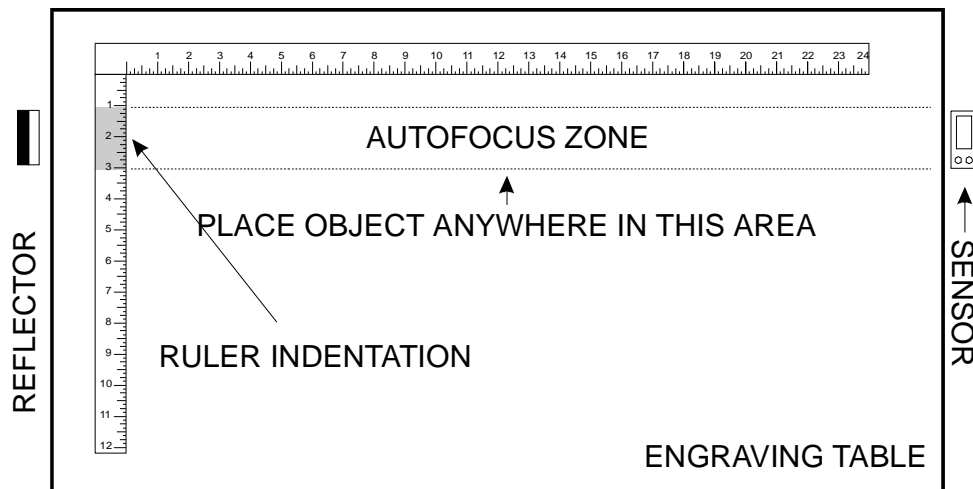 1 2 3 4 5 6 7 8 9 10 11 12 13 14 15 16 17 18 19 20 21 22 23 24
1
2
3
4
5
6
7
8
9
10
11
12
AUTOFOCUS ZONE
PLACE OBJECT ANYWHERE IN THIS AREA
RULER INDENTATION
ENGRAVING TABLE
REFLECTOR
SENSOR